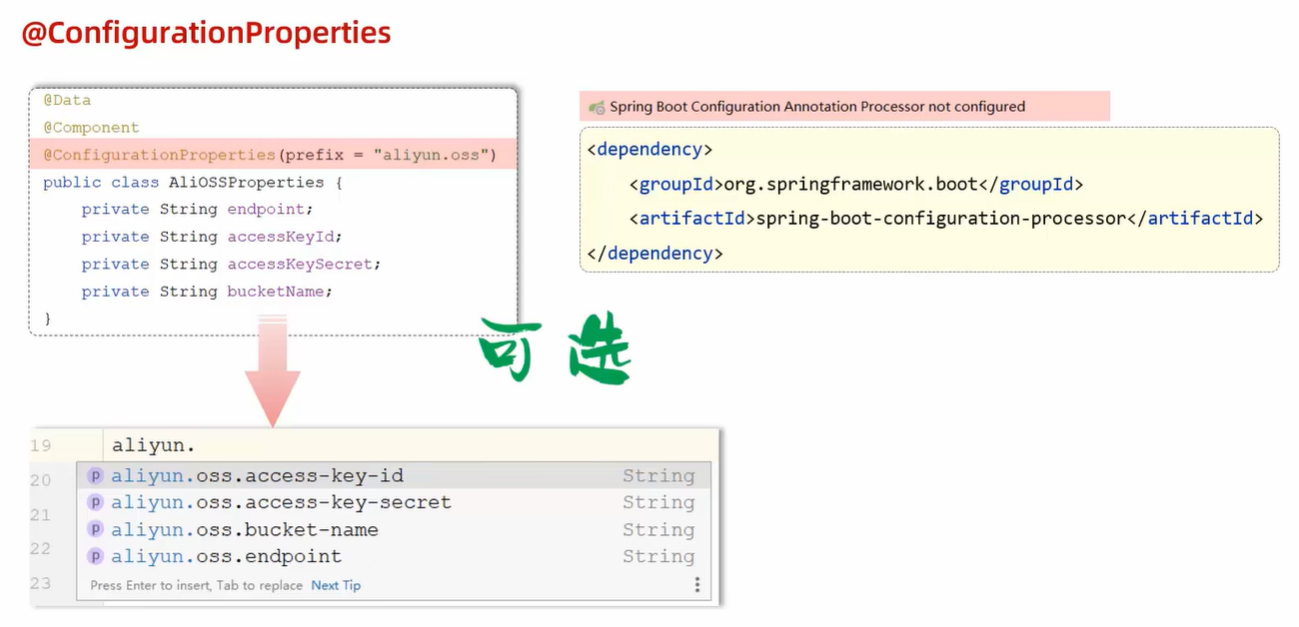 @ConfigurationProperties
@Data
@Component
@ConfigurationProperties(prefix = "aliyun.oss")
public class AliOSSProperties {
private String endpoint;
private String accessKeyId;
private String accessKeySecret;
private String bucketName;
}
Spring Boot Configuration Annotation Processor not configured
<dependency>
<groupId>org.springframework.boot</groupId>
<artifactId>spring-boot-configuration-processor</artifactId>
</dependency>
可选
19 aliyun.
20 p aliyun.oss.access-key-id String
21 p aliyun.oss.access-key-secret String
22 p aliyun.oss.bucket-name String
23 p aliyun.oss.endpoint String
Press Enter to insert, Tab to replace Next Tip